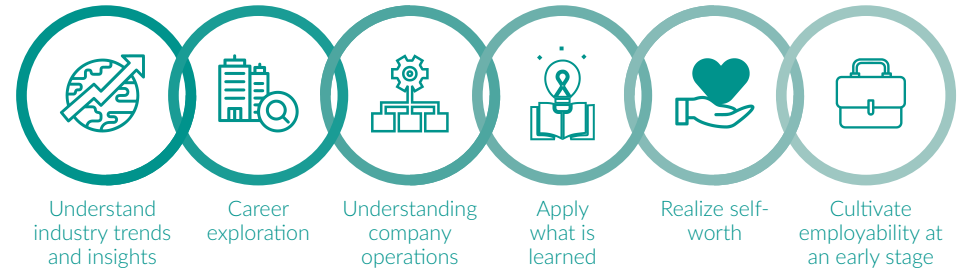 Understand
industry trends
and insights
Career
exploration
Understanding
company
operations
Apply
what is
learned
Realize self-
worth
Cultivate
employability at
an early stage